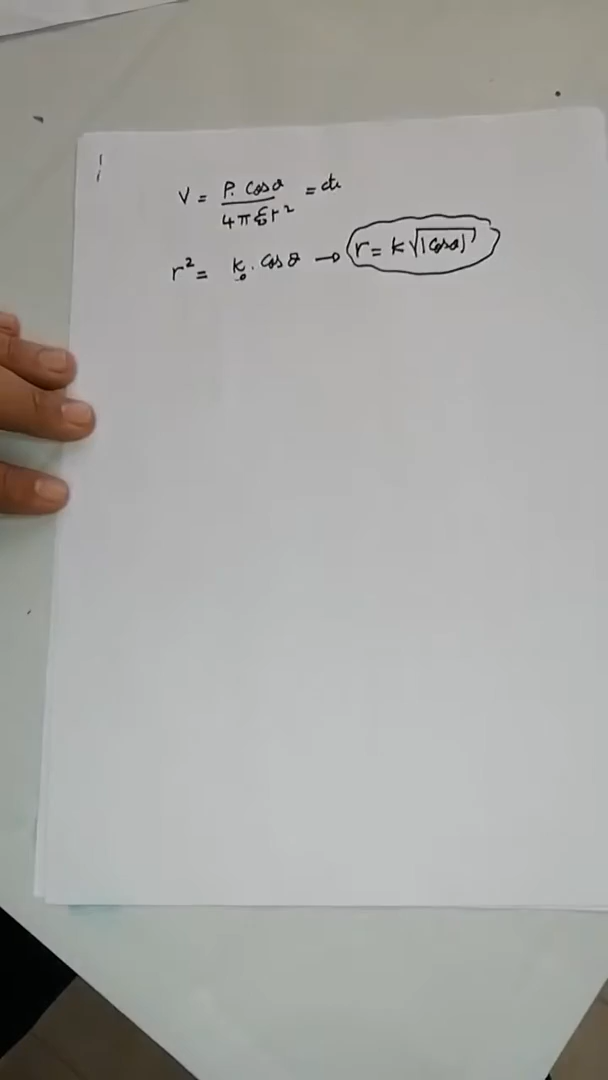 V = P. Cosθ / 4πε₀r² = cte
r² = k₀. Cosθ → r = k √|Cosθ|